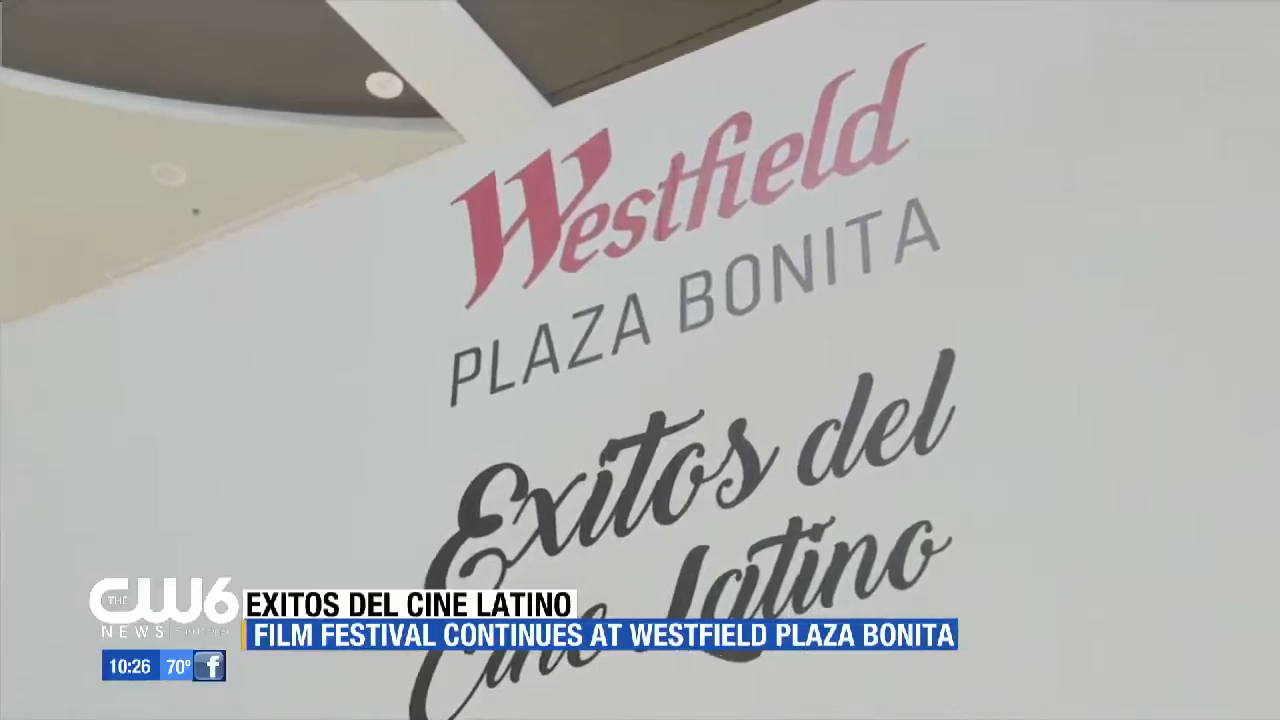 Westfield
PLAZA BONITA
Exitos del
Cine Latino
THE
CW6
NEWS
EXITOS DEL CINE LATINO
FILM FESTIVAL CONTINUES AT WESTFIELD PLAZA BONITA
10:26 70° f